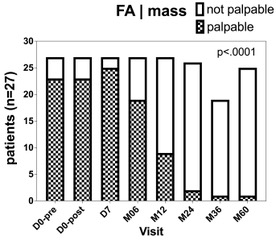 FA | mass
not palpable
palpable
p<.0001
patients (n=27)
30
25
20
15
10
5
0
D0-pre
D0-post
D7
M06
M12
M24
M36
M60
Visit